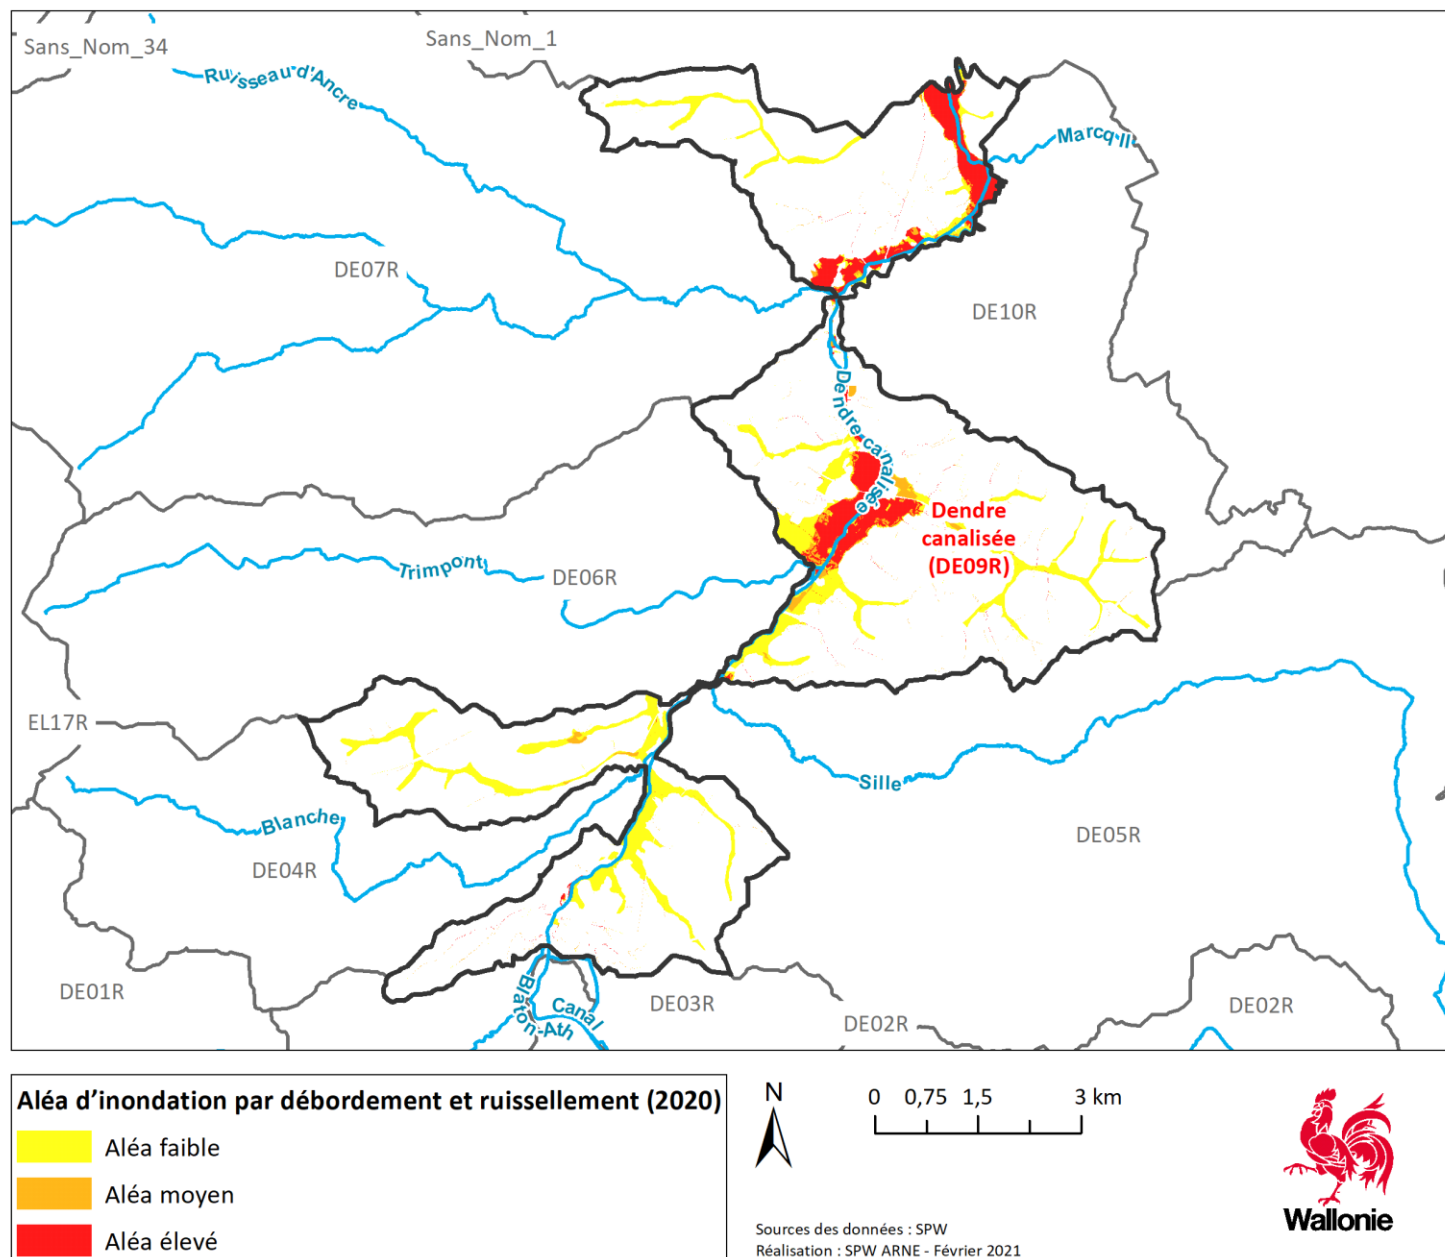 Sans_Nom_34
Sans_Nom_1
Ruisseau d'Ancre
Marcq II
DE07R
DE10R
Dendre canalisée
Dendre
canalisée
(DE09R)
Trimpont
DE06R
EL17R
Sille
Blanche
DE04R
DE05R
DE01R
Canal
Blaton-Ath
DE03R
DE02R
DE02R
Aléa d’inondation par débordement et ruissellement (2020)
Aléa faible
Aléa moyen
Aléa élevé
N
0 0,75 1,5 3 km
Sources des données : SPW
Réalisation : SPW ARNE - Février 2021
Wallonie